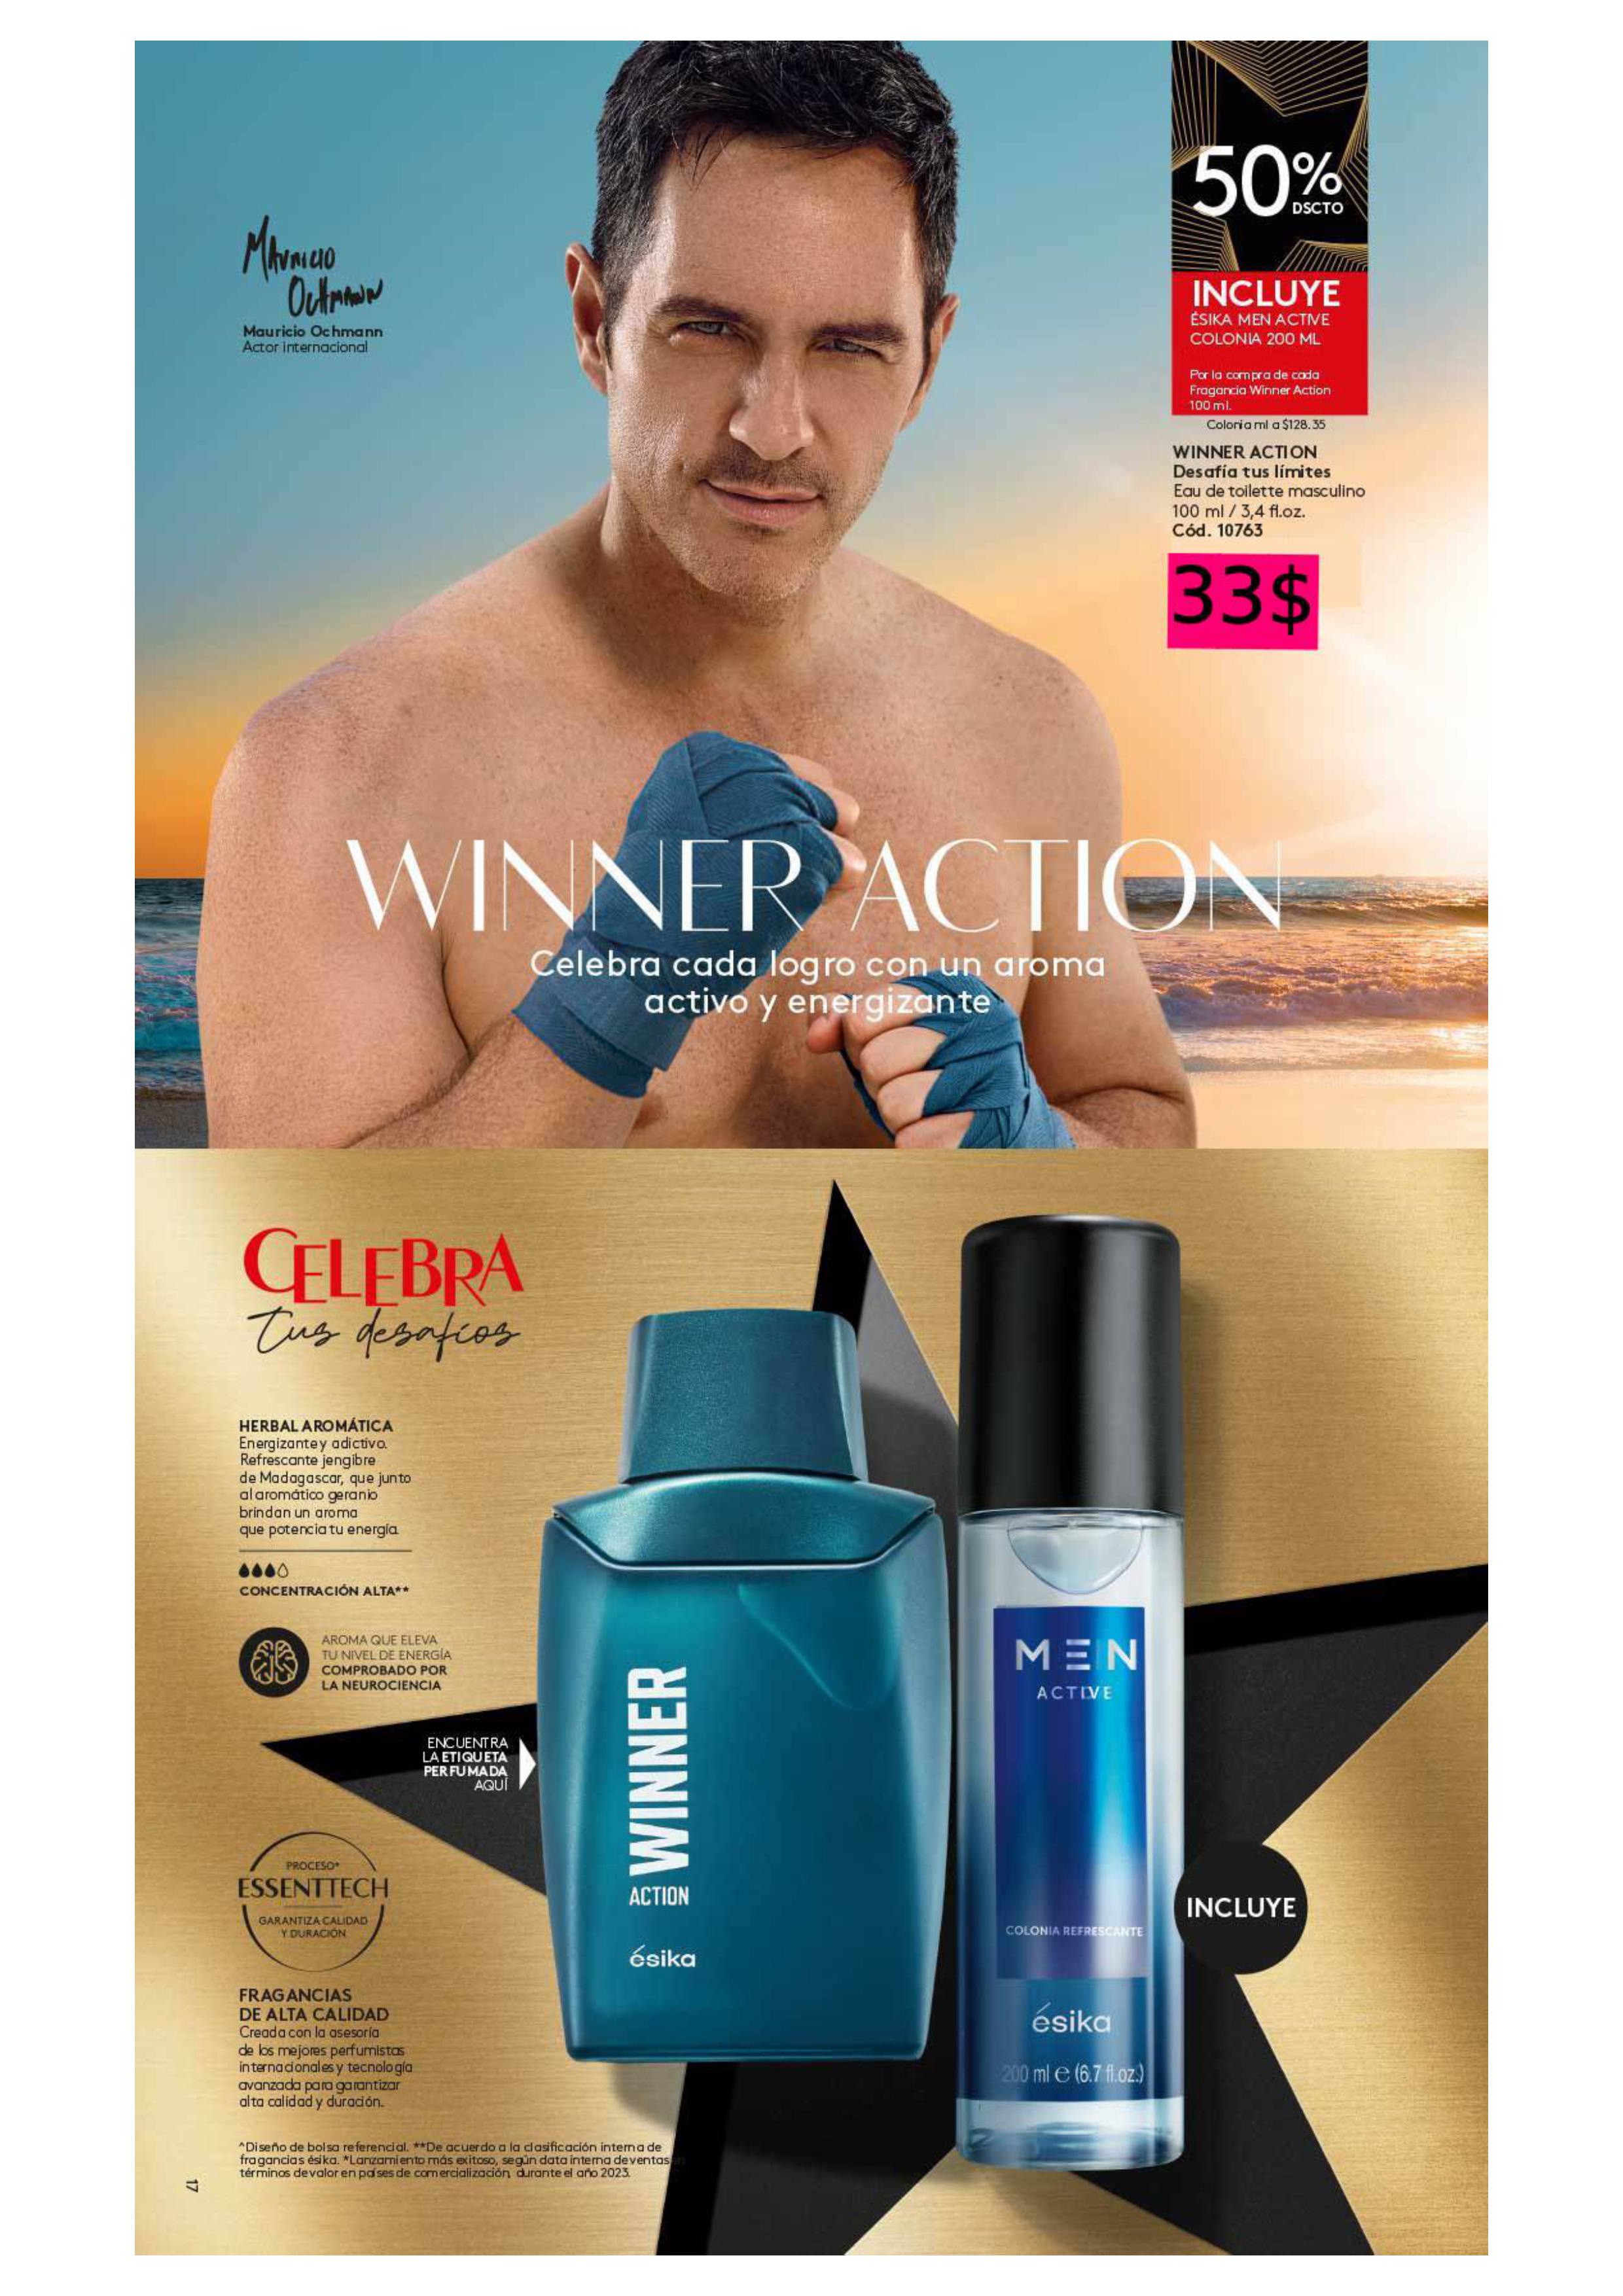 MAURICIO
OCHMANN
Mauricio Ochmann
Actor internacional
50%
DSCTO
INCLUYE
ÉSIKA MEN ACTIVE
COLONIA 200 ML
Por la compra de cada
Fragancia Winner Action
100 ml.
Colonia ml a $128.35
WINNER ACTION
Desafía tus límites
Eau de toilette masculino
100 ml / 3,4 fl.oz.
Cód. 10763
33$
WINNER ACTION
Celebra cada logro con un aroma
activo y energizante
CELEBRA
tus desafíos
HERBAL AROMÁTICA
Energizante y adictivo.
Refrescante jengibre
de Madagascar, que junto
al aromático geranio
brindan un aroma
que potencia tu energía.
CONCENTRACIÓN ALTA**
AROMA QUE ELEVA
TU NIVEL DE ENERGÍA
COMPROBADO POR
LA NEUROCIENCIA
ENCUENTRA
LA ETIQUETA
PERFUMADA
AQUÍ
PROCESO*
ESSENTTECH
GARANTIZA CALIDAD
Y DURACIÓN
FRAGANCIAS
DE ALTA CALIDAD
Creada con la asesoría
de los mejores perfumistas
internacionales y tecnología
avanzada para garantizar
alta calidad y duración.
WINNER
ACTION
ésika
MEN
ACTIVE
COLONIA REFRESCANTE
ésika
200 ml e (6.7 fl.oz.)
INCLUYE
^Diseño de bolsa referencial. **De acuerdo a la clasificación interna de
fragancias ésika. *Lanzamiento más exitoso, según data interna de ventas
términos de valor en países de comercialización, durante el año 2023.
17